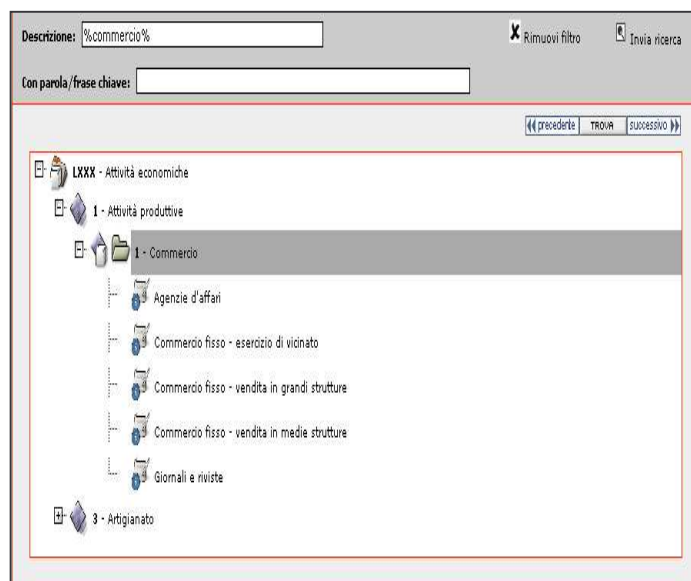 Descrizione: %commercio% Rimuovi filtro Invia ricerca
Con parola/frase chiave:
precedente TROVA successivo
LXXX - Attività economiche
1 - Attività produttive
1 - Commercio
Agenzie d'affari
Commercio fisso - esercizio di vicinato
Commercio fisso - vendita in grandi strutture
Commercio fisso - vendita in medie strutture
Giornali e riviste
3 - Artigianato